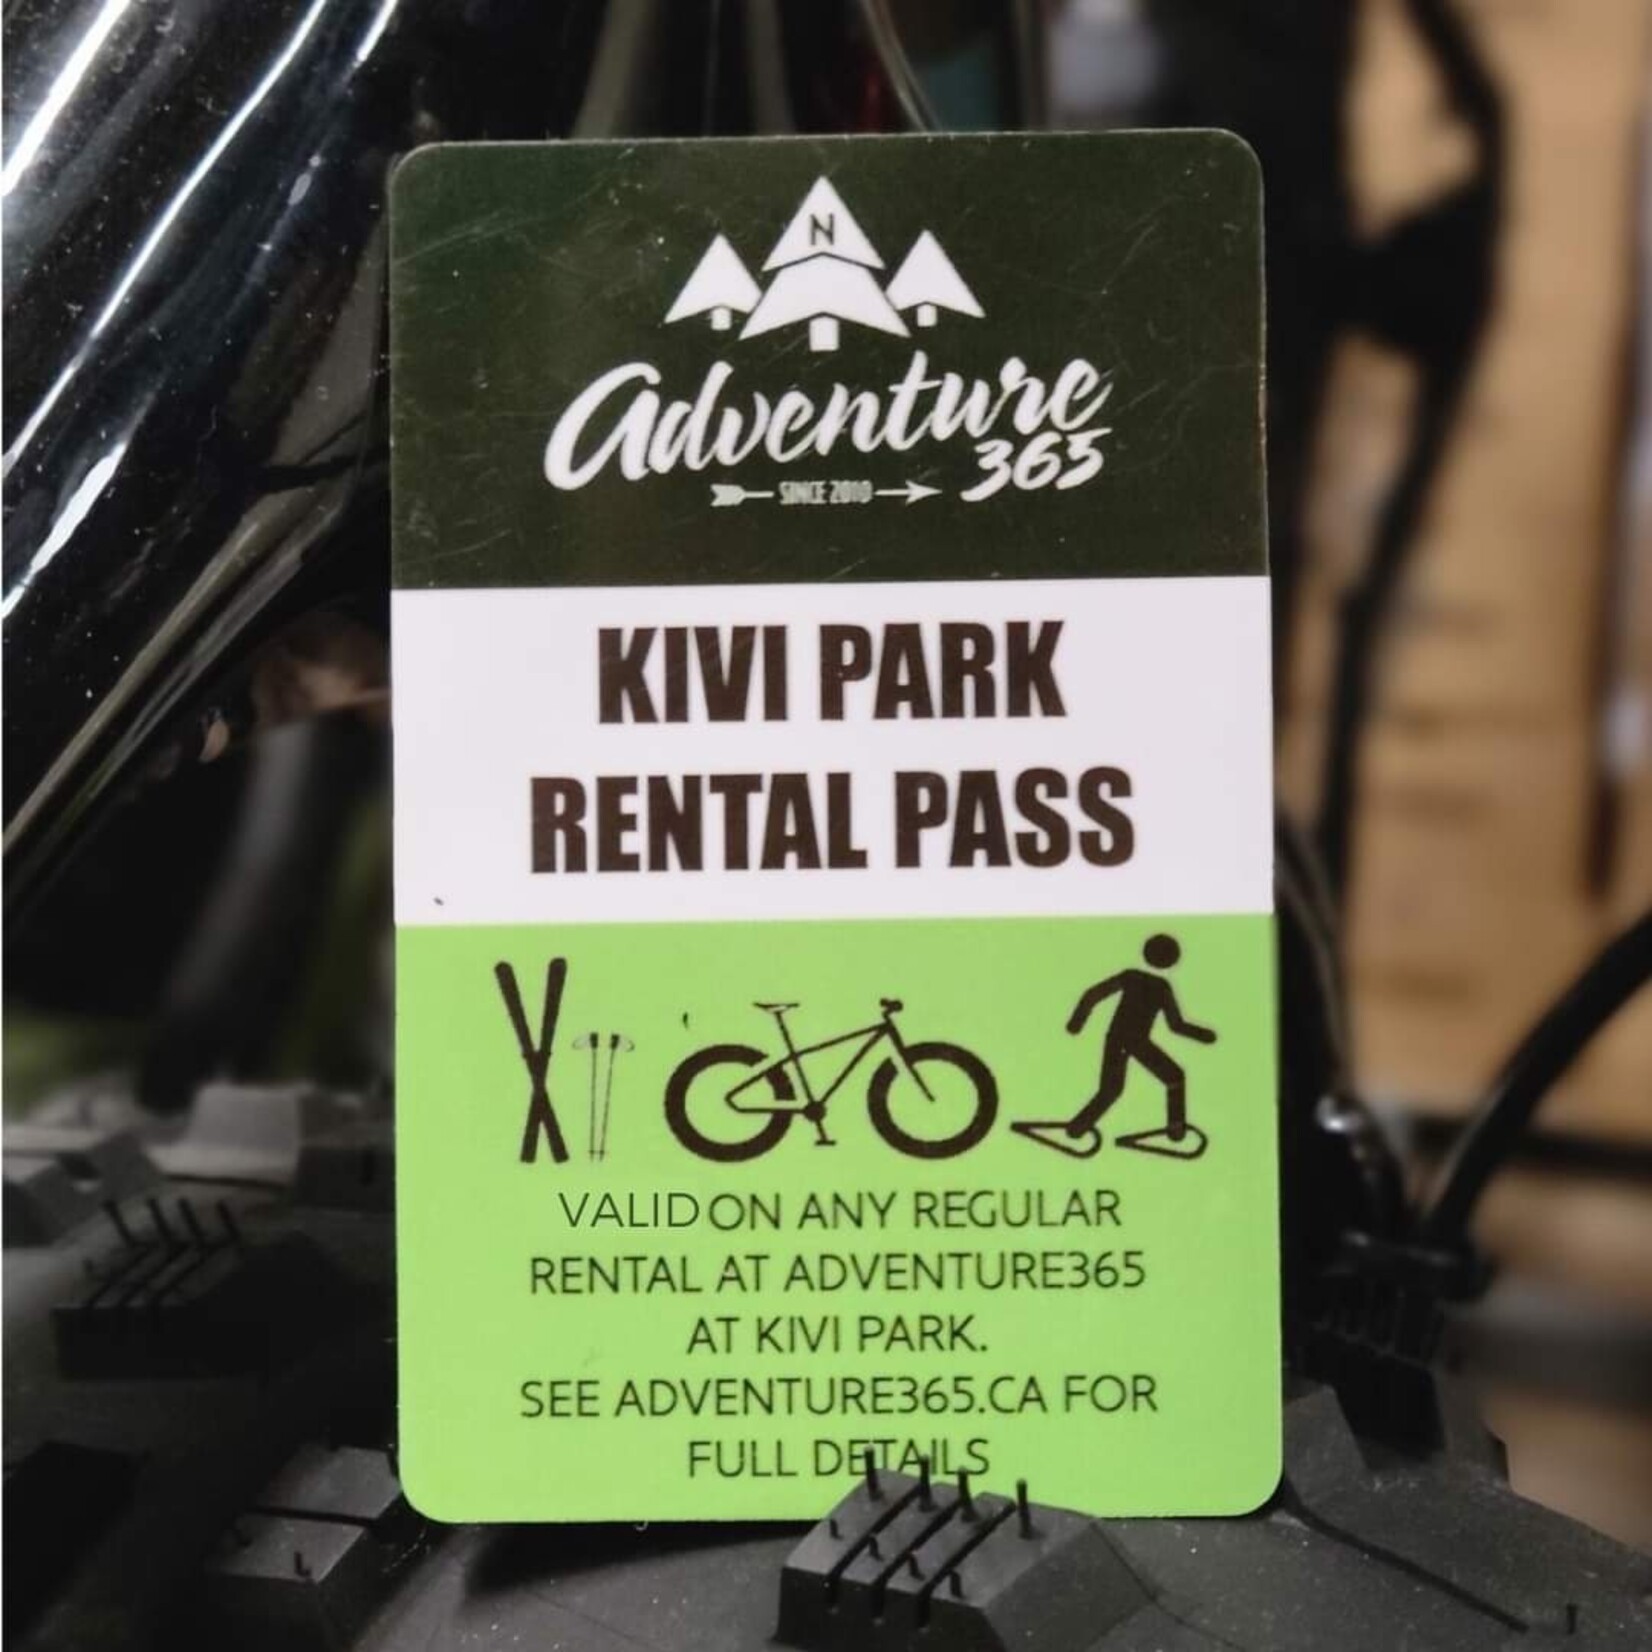 N
Adventure
365
SINCE 2010
KIVI PARK
RENTAL PASS
VALID ON ANY REGULAR
RENTAL AT ADVENTURE365
AT KIVI PARK.
SEE ADVENTURE365.CA FOR
FULL DETAILS